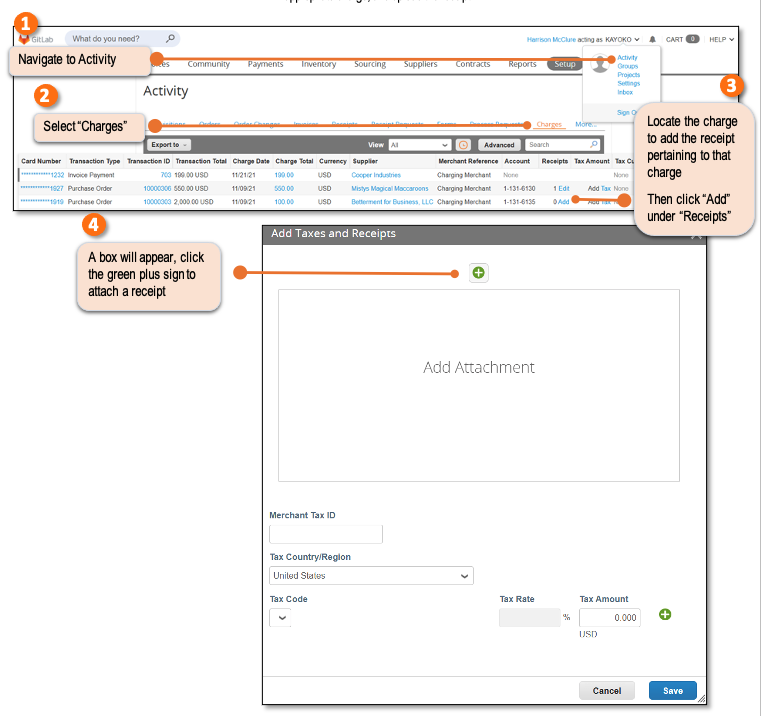 1
GitLab
What do you need?
Harrison McClure acting as KAYOKO
CART 0
HELP
Navigate to Activity
Community Payments Inventory Sourcing Suppliers Contracts Reports Setup
Activity
Groups
Projects
Settings
Inbox
Sign
2
Activity
3
Select “Charges”
Orders Order Changes Invoices Receipts Receipt Requests Charges More...
Locate the charge
to add the receipt
pertaining to that
charge
Then click “Add”
under “Receipts”
Export to View All Advanced Search
Card Number Transaction Type Transaction ID Transaction Total Charge Date Charge Total Currency Supplier Merchant Reference Account Receipts Tax Amount Tax
************1232 Invoice Payment 703 199.00 USD 11/21/21 199.00 USD Cooper Industries Charging Merchant None None
************1927 Purchase Order 10000306 550.00 USD 11/09/21 550.00 USD Mistys Magical Maccaroons Charging Merchant 1-131-6130 1 Edit Add Tax None
************1919 Purchase Order 10000303 2,000.00 USD 11/09/21 100.00 USD Betterment for Business, LLC Charging Merchant 1-131-6135 0 Add Add Tax None
4
A box will appear, click
the green plus sign to
attach a receipt
Add Taxes and Receipts
Add Attachment
Merchant Tax ID
Tax Country/Region
United States
Tax Code Tax Rate Tax Amount
% 0.000
USD
Cancel Save